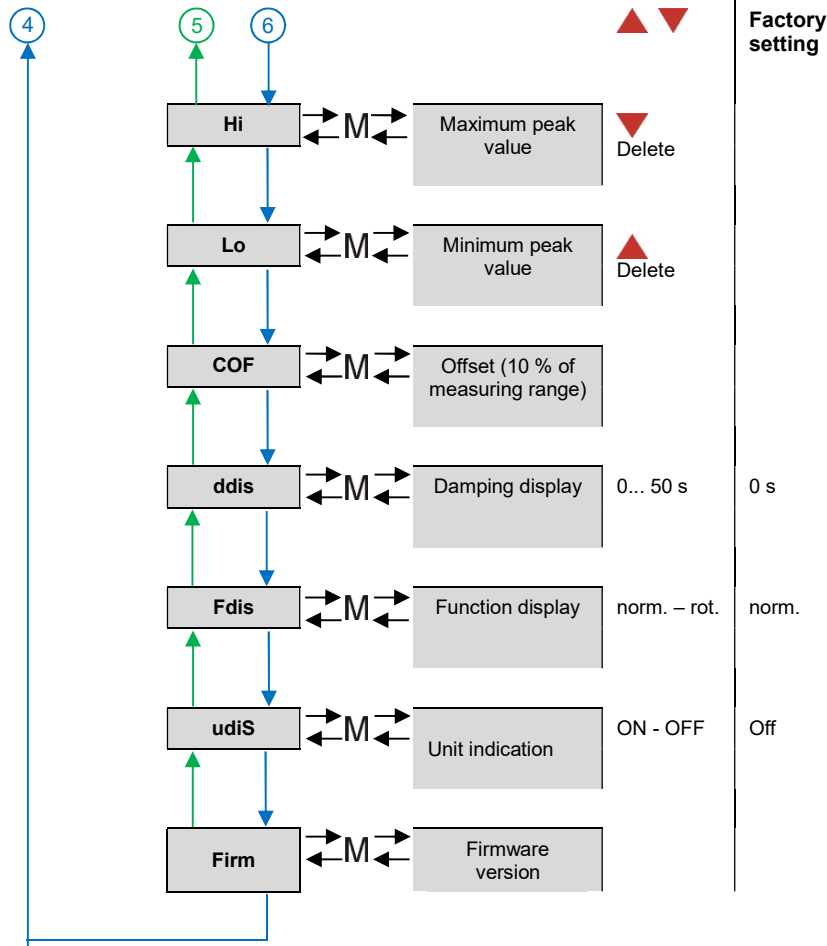 4 5 6 Factory
setting
Hi M Maximum peak
value
Delete
Lo M Minimum peak
value
Delete
COF M Offset (10 % of
measuring range)
ddis M Damping display 0... 50 s 0 s
Fdis M Function display norm. – rot. norm.
udiS M Unit indication ON - OFF Off
Firm M Firmware
version